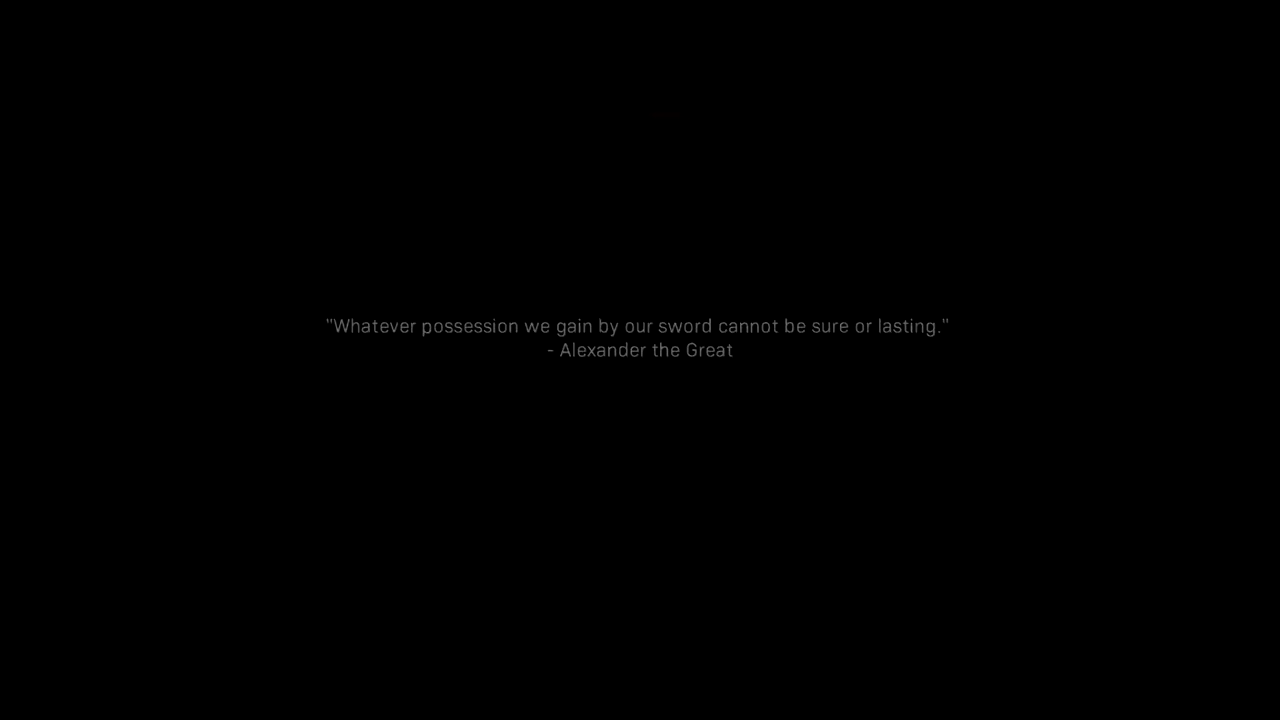 "Whatever possession we gain by our sword cannot be sure or lasting."
- Alexander the Great